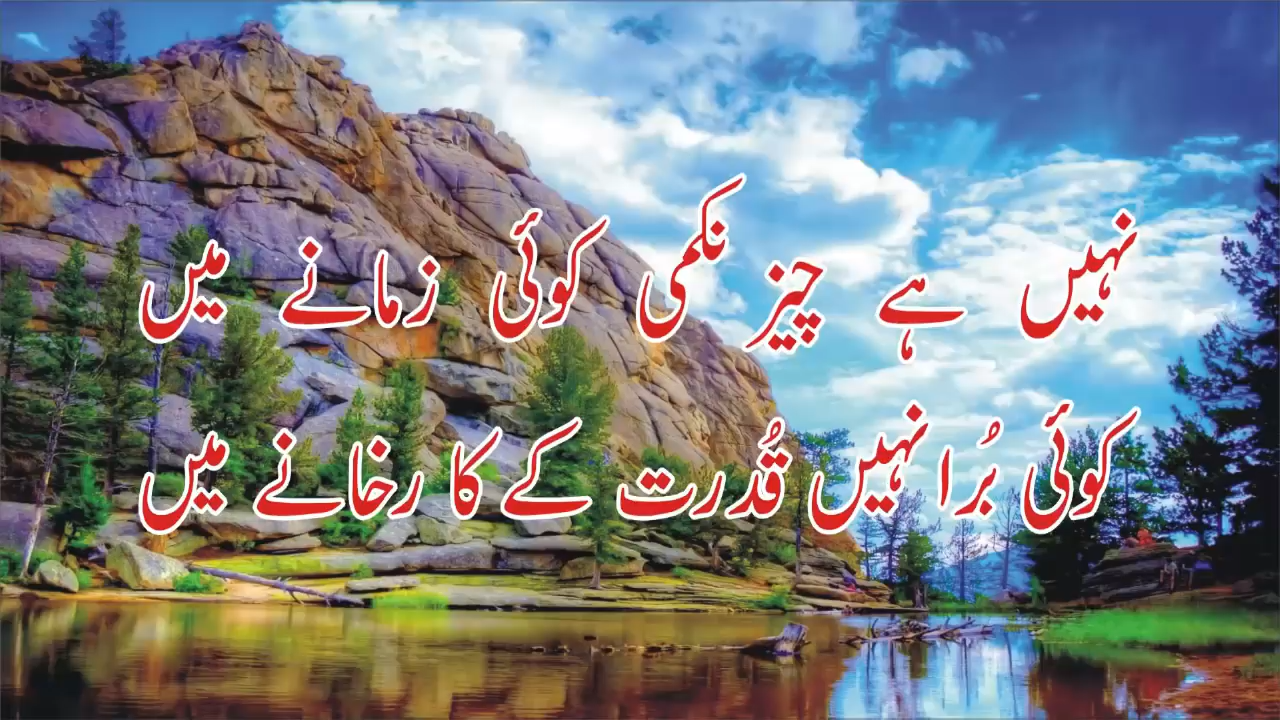 نہیں ہے چیز نکمی کوئی زمانے میں
کوئی بُرا نہیں قُدرت کے کارخانے میں